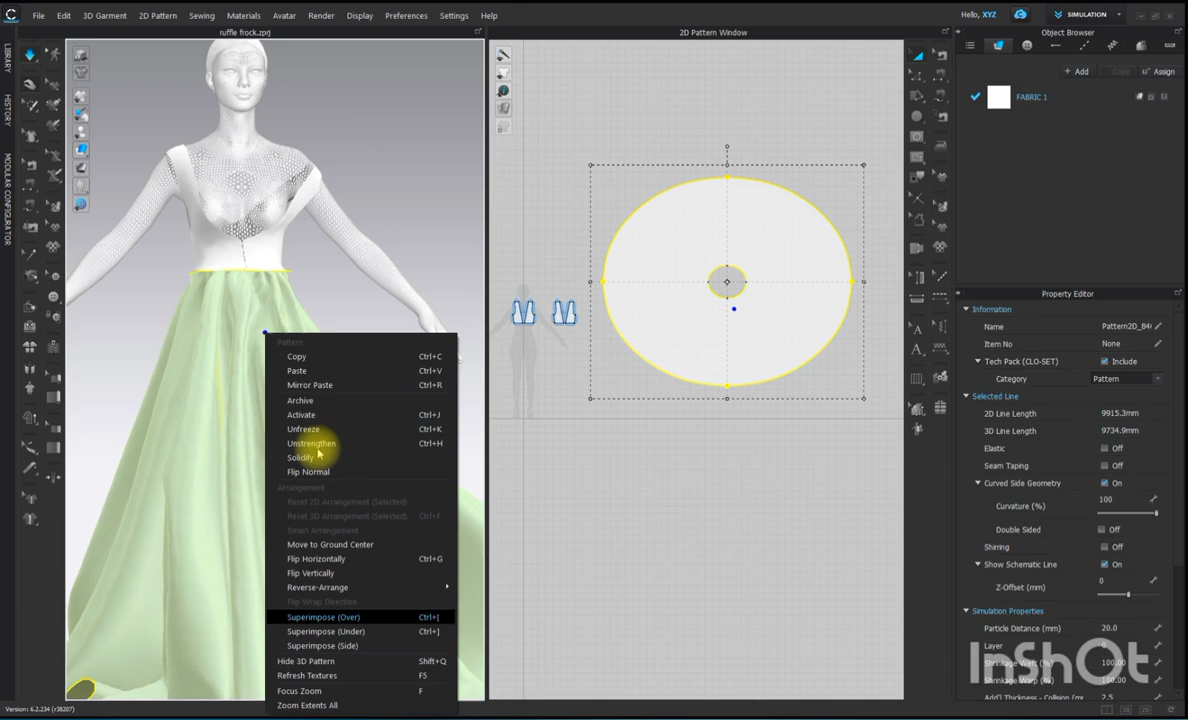 File Edit 3D Garment 2D Pattern Sewing Materials Avatar Render Display Preferences Settings Help
Hello, XYZ
SIMULATION
ruffle frock.zprj
2D Pattern Window
Object Browser
LIBRARY
HISTORY
MODULAR CONFIGURATOR
+ Add Copy Assign
FABRIC 1
Pattern
Copy Ctrl+C
Paste Ctrl+V
Mirror Paste Ctrl+R
Archive
Activate Ctrl+J
Unfreeze Ctrl+K
Unstrengthen Ctrl+H
Solidify
Flip Normal
Arrangement
Reset 2D Arrangement (Selected)
Reset 3D Arrangement (Selected) Ctrl+F
Smart Arrangement
Move to Ground Center
Flip Horizontally Ctrl+G
Flip Vertically
Reverse-Arrange
Flip Wrap Direction
Superimpose (Over) Ctrl+[
Superimpose (Under) Ctrl+]
Superimpose (Side)
Hide 3D Pattern Shift+Q
Refresh Textures F5
Focus Zoom F
Zoom Extents All
Property Editor
Information
Name Pattern2D_84
Item No None
Tech Pack (CLO-SET) Include
Category Pattern
Selected Line
2D Line Length 9915.3mm
3D Line Length 9734.9mm
Elastic Off
Seam Taping Off
Curved Side Geometry On
Curvature (%) 100
Double Sided Off
Shirring Off
Show Schematic Line On
Z-Offset (mm) 0
Simulation Properties
Particle Distance (mm) 20.0
Layer 0
Shrinkage Weft (%) 100.00
Shrinkage Warp (%) 100.00
Add'l Thickness - Collision (mm 2.5
InShOt
Version: 6.2.234 (r38207)